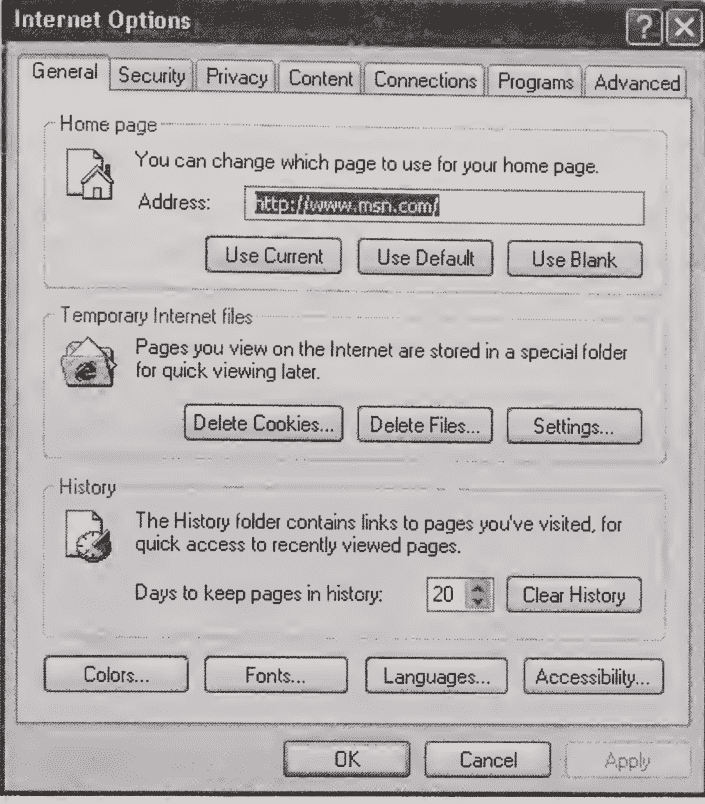 Internet Options
General Security Privacy Content Connections Programs Advanced
Home page
You can change which page to use for your home page.
Address: http://www.msn.com/
Use Current Use Default Use Blank
Temporary Internet files
Pages you view on the Internet are stored in a special folder
for quick viewing later.
Delete Cookies... Delete Files... Settings...
History
The History folder contains links to pages you've visited, for
quick access to recently viewed pages.
Days to keep pages in history: 20 Clear History
Colors... Fonts... Languages... Accessibility...
OK Cancel Apply